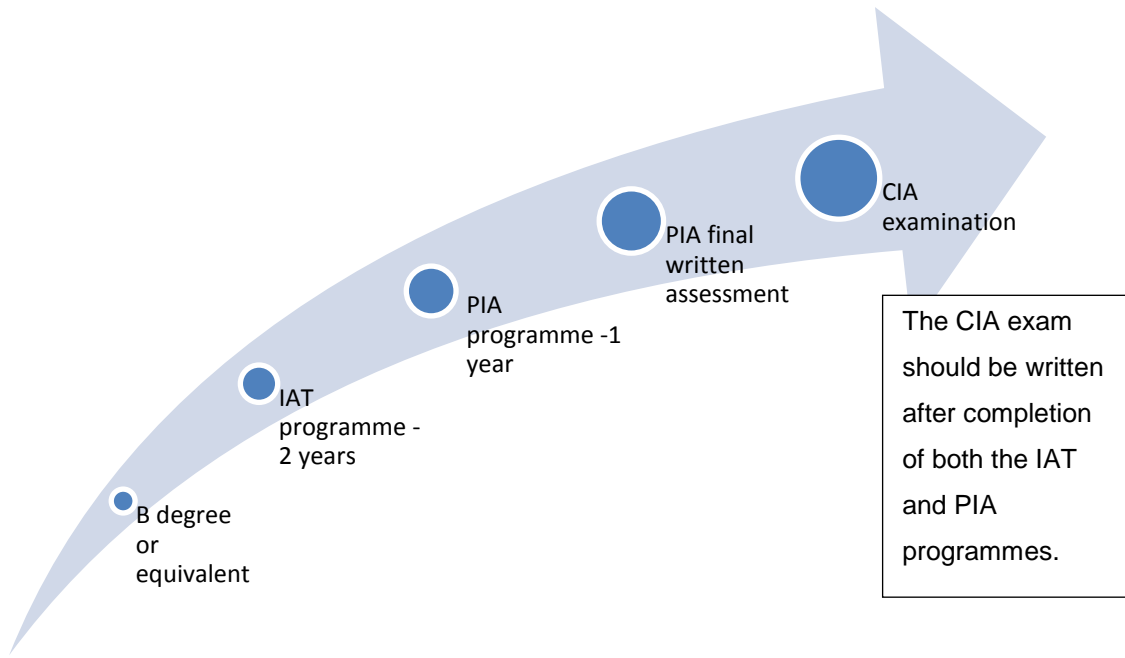 B degree
or
equivalent
IAT
programme -
2 years
PIA
programme -1
year
PIA final
written
assessment
CIA
examination
The CIA exam
should be written
after completion
of both the IAT
and PIA
programmes.